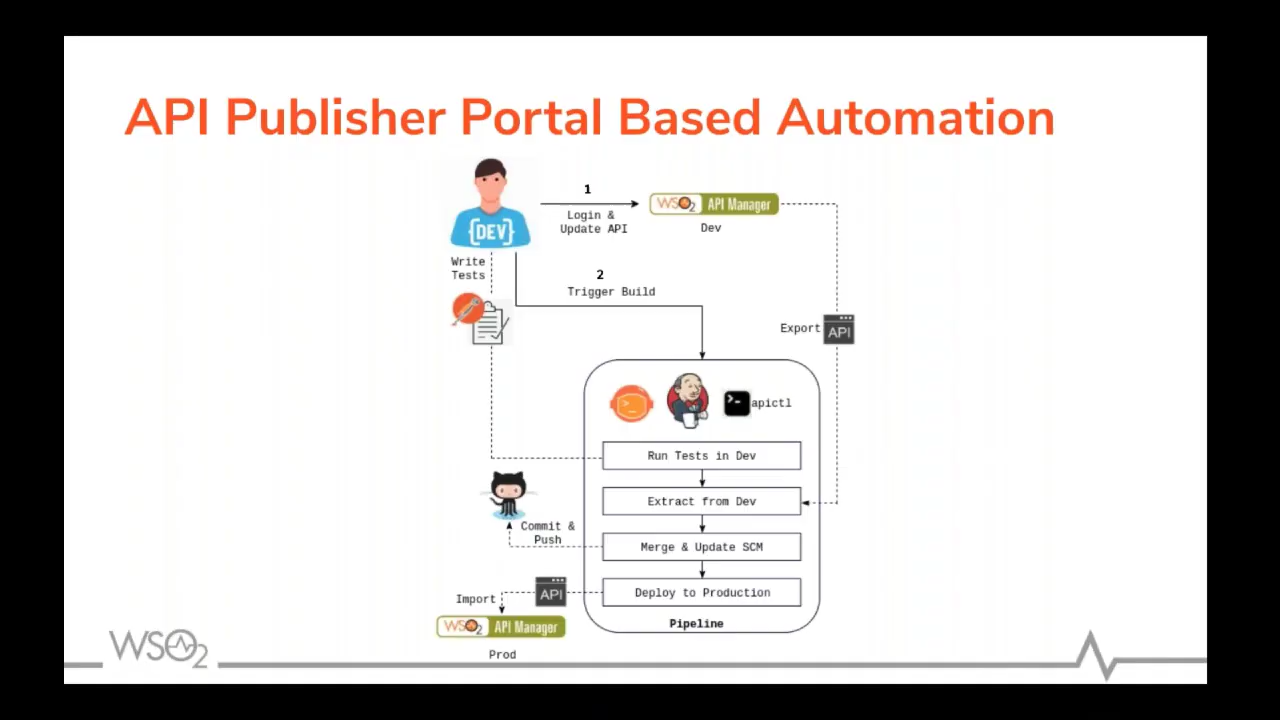 API Publisher Portal Based Automation
{DEV}
1
Login &
Update API
WSO2 API Manager
Dev
Write
Tests
2
Trigger Build
Export
API
>_
apictl
Run Tests in Dev
Extract from Dev
Commit &
Push
Merge & Update SCM
Deploy to Production
API
Import
WSO2 API Manager
Prod
Pipeline
WSO2